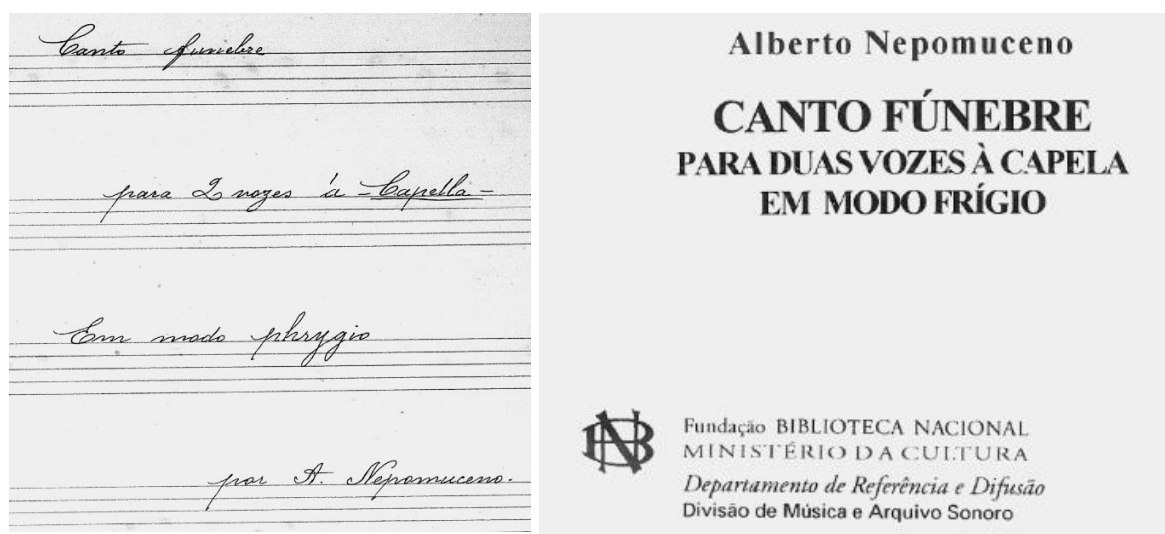 Canto funebre
para 2 vozes á - Capella -
Em modo phrygio
por A. Nepomuceno.
Alberto Nepomuceno
CANTO FÚNEBRE
PARA DUAS VOZES À CAPELA
EM MODO FRÍGIO
BN
Fundação BIBLIOTECA NACIONAL
MINISTÉRIO DA CULTURA
Departamento de Referência e Difusão
Divisão de Música e Arquivo Sonoro